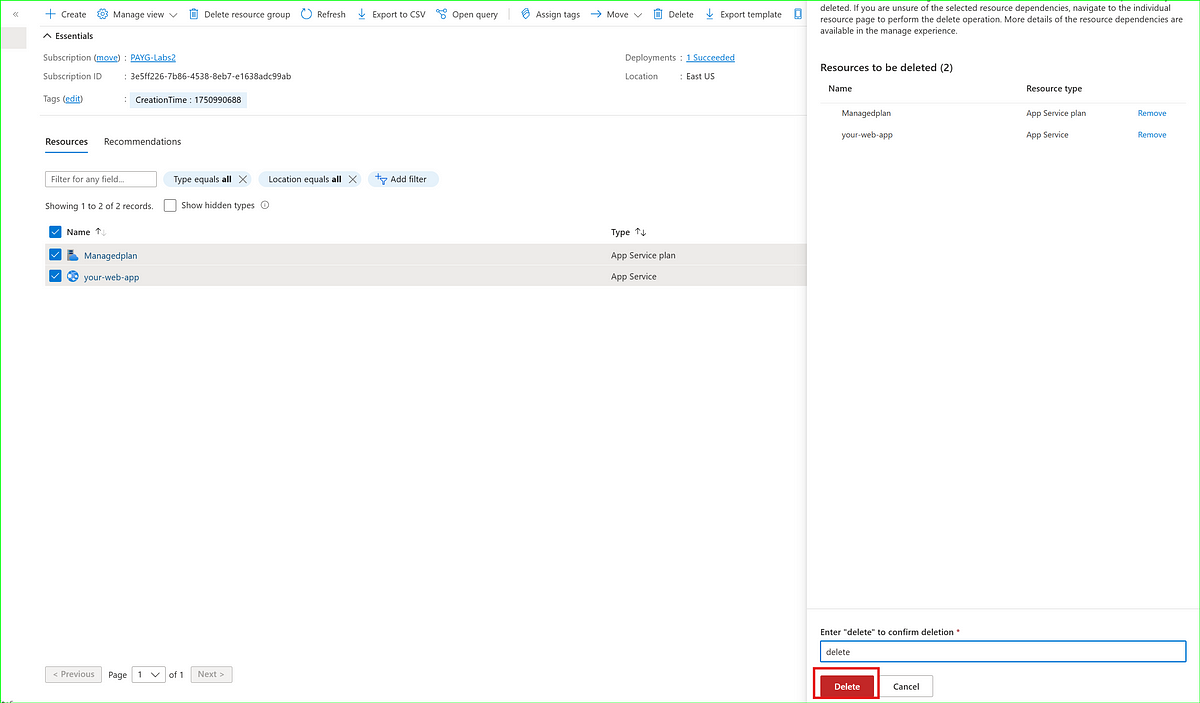 « Create Manage view Delete resource group Refresh Export to CSV Open query Assign tags Move Delete Export template
Essentials
Subscription (move) : PAYG-Labs2
Subscription ID : 3e5ff226-7b86-4538-8eb7-e1638adc99ab
Tags (edit) : CreationTime : 1750990688
Deployments : 1 Succeeded
Location : East US
Resources Recommendations
Filter for any field... Type equals all Location equals all Add filter
Showing 1 to 2 of 2 records. Show hidden types
Name Type
Managedplan App Service plan
your-web-app App Service
< Previous Page 1 of 1 Next >
deleted. If you are unsure of the selected resource dependencies, navigate to the individual
resource page to perform the delete operation. More details of the resource dependencies are
available in the manage experience.
Resources to be deleted (2)
Name Resource type
Managedplan App Service plan Remove
your-web-app App Service Remove
Enter "delete" to confirm deletion *
delete
Delete Cancel